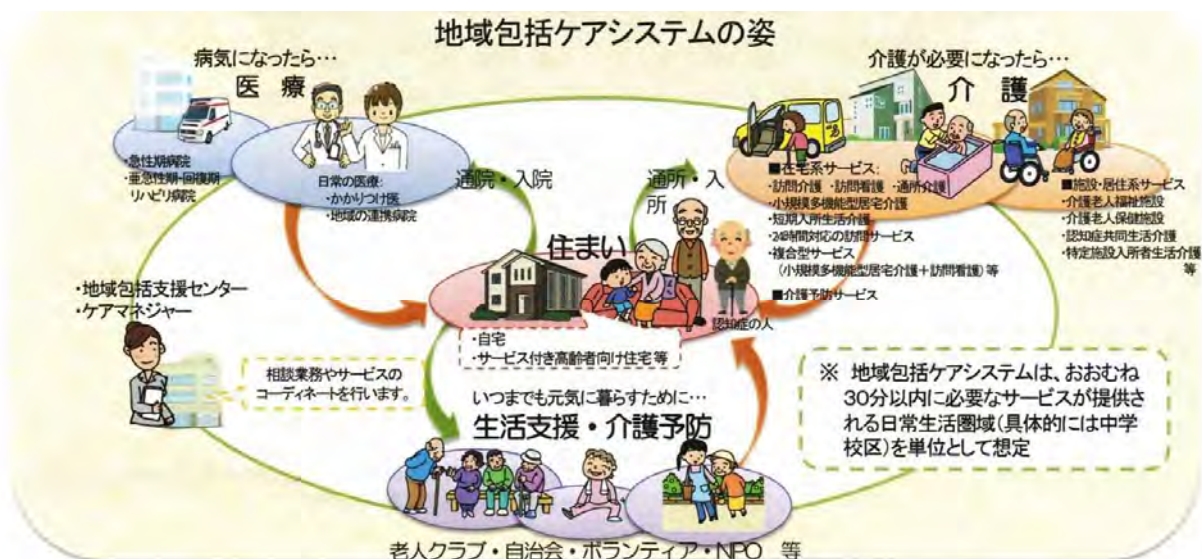 地域包括ケアシステムの姿
病気になったら…
医 療
・急性期病院
・亜急性期・回復期
リハビリ病院
日常の医療:
・かかりつけ医
・地域の連携病院
通院・入院
通所・入
所
介護が必要になったら…
介 護
■在宅系サービス:
・訪問介護 ・訪問看護 ・通所介護
・小規模多機能型居宅介護
・短期入所生活介護
・24時間対応の訪問サービス
・複合型サービス
(小規模多機能型居宅介護+訪問看護)等
■介護予防サービス
■施設・居住系サービス
・介護老人福祉施設
・介護老人保健施設
・認知症共同生活介護
・特定施設入所者生活介護
等
住まい
認知症の人
・自宅
・サービス付き高齢者向け住宅 等
・地域包括支援センター
・ケアマネジャー
相談業務やサービスの
コーディネートを行います。
いつまでも元気に暮らすために…
生活支援・介護予防
老人クラブ・自治会・ボランティア・NPO 等
※ 地域包括ケアシステムは、おおむね
30分以内に必要なサービスが提供さ
れる日常生活圏域(具体的には中学
校区)を単位として想定